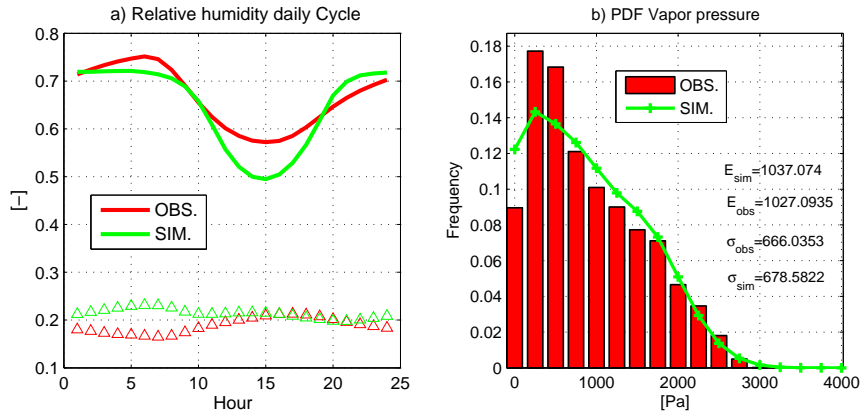 a) Relative humidity daily Cycle
0.8
0.7
0.6
0.5
0.4
0.3
0.2
0.1
[−]
OBS.
SIM.
0 5 10 15 20 25
Hour
b) PDF Vapor pressure
0.18
0.16
0.14
0.12
0.1
0.08
0.06
0.04
0.02
0
Frequency
OBS.
SIM.
E_sim=1037.074
E_obs=1027.0935
σ_obs=666.0353
σ_sim=678.5822
0 1000 2000 3000 4000
[Pa]